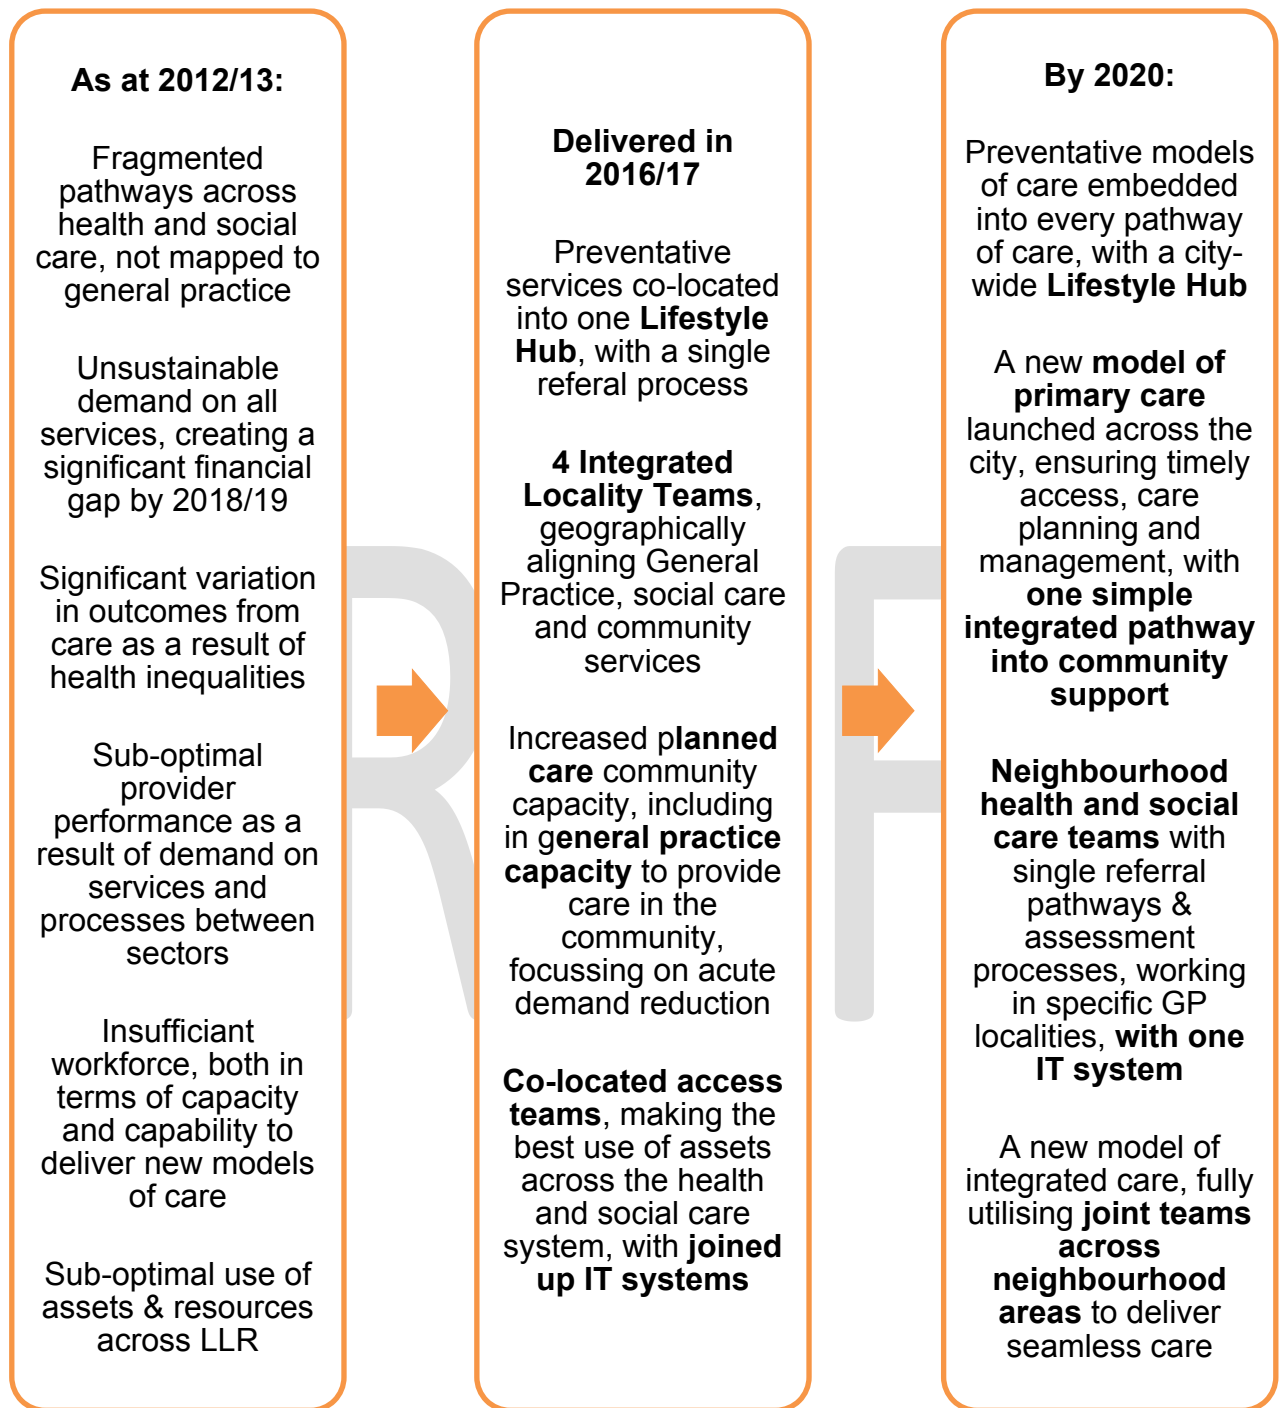 As at 2012/13:
Fragmented
pathways across
health and social
care, not mapped to
general practice
Unsustainable
demand on all
services, creating a
significant financial
gap by 2018/19
Significant variation
in outcomes from
care as a result of
health inequalities
Sub-optimal
provider
performance as a
result of demand on
services and
processes between
sectors
Insufficiant
workforce, both in
terms of capacity
and capability to
deliver new models
of care
Sub-optimal use of
assets & resources
across LLR
Delivered in
2016/17
Preventative
services co-located
into one Lifestyle
Hub, with a single
referal process
4 Integrated
Locality Teams,
geographically
aligning General
Practice, social care
and community
services
Increased planned
care community
capacity, including
in general practice
capacity to provide
care in the
community,
focussing on acute
demand reduction
Co-located access
teams, making the
best use of assets
across the health
and social care
system, with joined
up IT systems
By 2020:
Preventative models
of care embedded
into every pathway
of care, with a city-
wide Lifestyle Hub
A new model of
primary care
launched across the
city, ensuring timely
access, care
planning and
management, with
one simple
integrated pathway
into community
support
Neighbourhood
health and social
care teams with
single referral
pathways &
assessment
processes, working
in specific GP
localities, with one
IT system
A new model of
integrated care, fully
utilising joint teams
across
neighbourhood
areas to deliver
seamless care